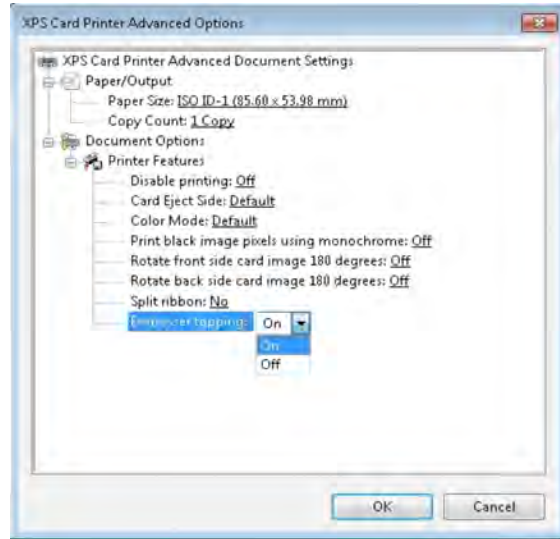 XPS Card Printer Advanced Options
XPS Card Printer Advanced Document Settings
Paper/Output
Paper Size: ISO ID-1 (85.60 x 53.98 mm)
Copy Count: 1 Copy
Document Options
Printer Features
Disable printing: Off
Card Eject Side: Default
Color Mode: Default
Print black image pixels using monochrome: Off
Rotate front side card image 180 degrees: Off
Rotate back side card image 180 degrees: Off
Split ribbon: No
Embosser topping: On
On
Off
OK Cancel